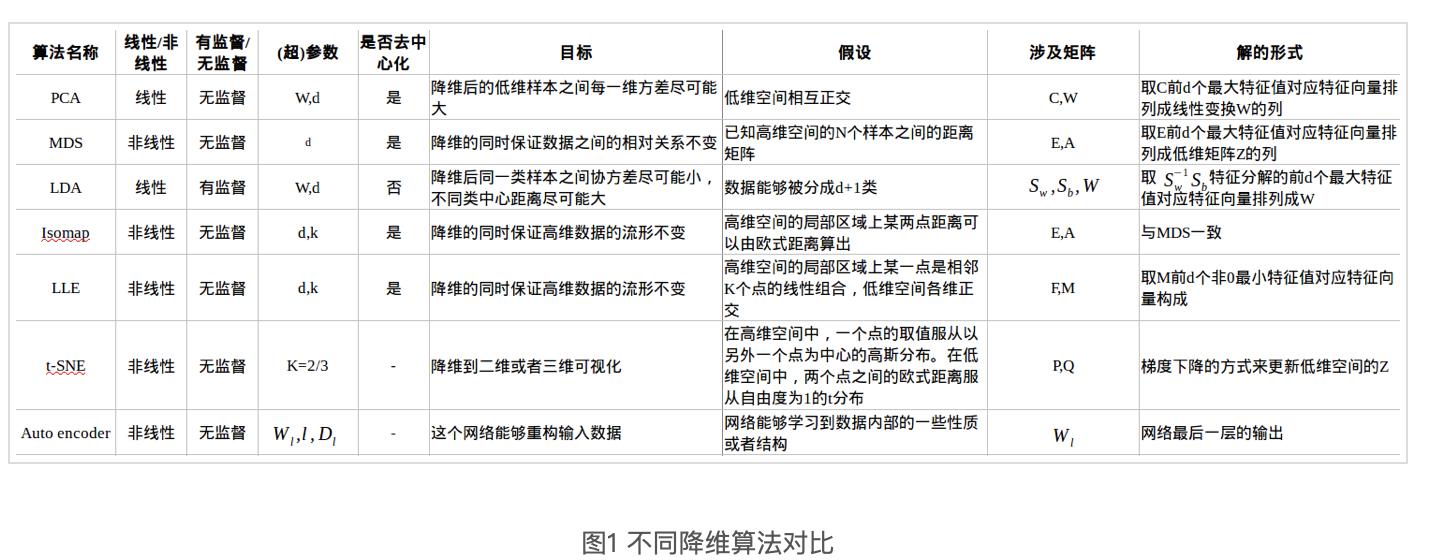 算法名称 线性/非线性 有监督/无监督 (超)参数 是否去中心化 目标 假设 涉及矩阵 解的形式
PCA 线性 无监督 W,d 是 降维后的低维样本之间每一维方差尽可能大 低维空间相互正交 C,W 取C前d个最大特征值对应特征向量排列成线性变换W的列
MDS 非线性 无监督 d 是 降维的同时保证数据之间的相对关系不变 已知高维空间的N个样本之间的距离矩阵 E,A 取E前d个最大特征值对应特征向量排列成低维矩阵Z的列
LDA 线性 有监督 W,d 否 降维后同一类样本之间协方差尽可能小，不同类中心距离尽可能大 数据能够被分成d+1类 S_w,S_b,W 取 S_w^{-1}S_b特征分解的前d个最大特征值对应特征向量排列成W
Isomap 非线性 无监督 d,k 是 降维的同时保证高维数据的流形不变 高维空间的局部区域上某两点距离可以由欧式距离算出 E,A 与MDS一致
LLE 非线性 无监督 d,k 是 降维的同时保证高维数据的流形不变 高维空间的局部区域上某一点是相邻K个点的线性组合，低维空间各维正交 F,M 取M前d个非0最小特征值对应特征向量构成
t-SNE 非线性 无监督 K=2/3 - 降维到二维或者三维可视化 在高维空间中，一个点的取值服从以另外一个点为中心的高斯分布。在低维空间中，两个点之间的欧式距离服从自由度为1的t分布 P,Q 梯度下降的方式来更新低维空间的Z
Auto encoder 非线性 无监督 W_l,l,D_l - 这个网络能够重构输入数据 网络能够学习到数据内部的一些性质或者结构 W_l 网络最后一层的输出
图1 不同降维算法对比